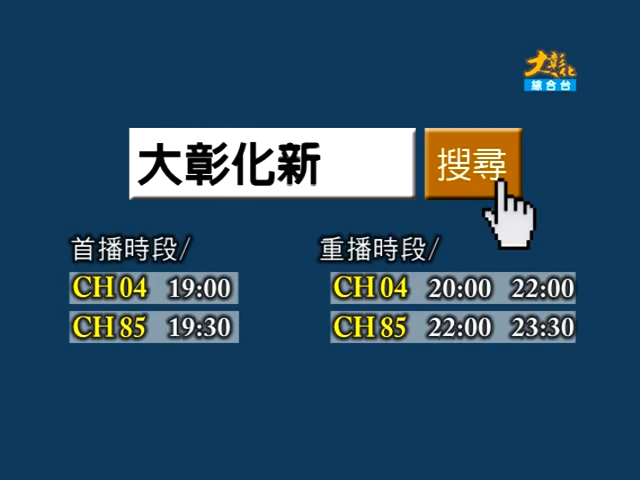 大彰化
綜合台
大彰化新
搜尋
首播時段/
重播時段/
CH 04 19:00
CH 04 20:00 22:00
CH 85 19:30
CH 85 22:00 23:30